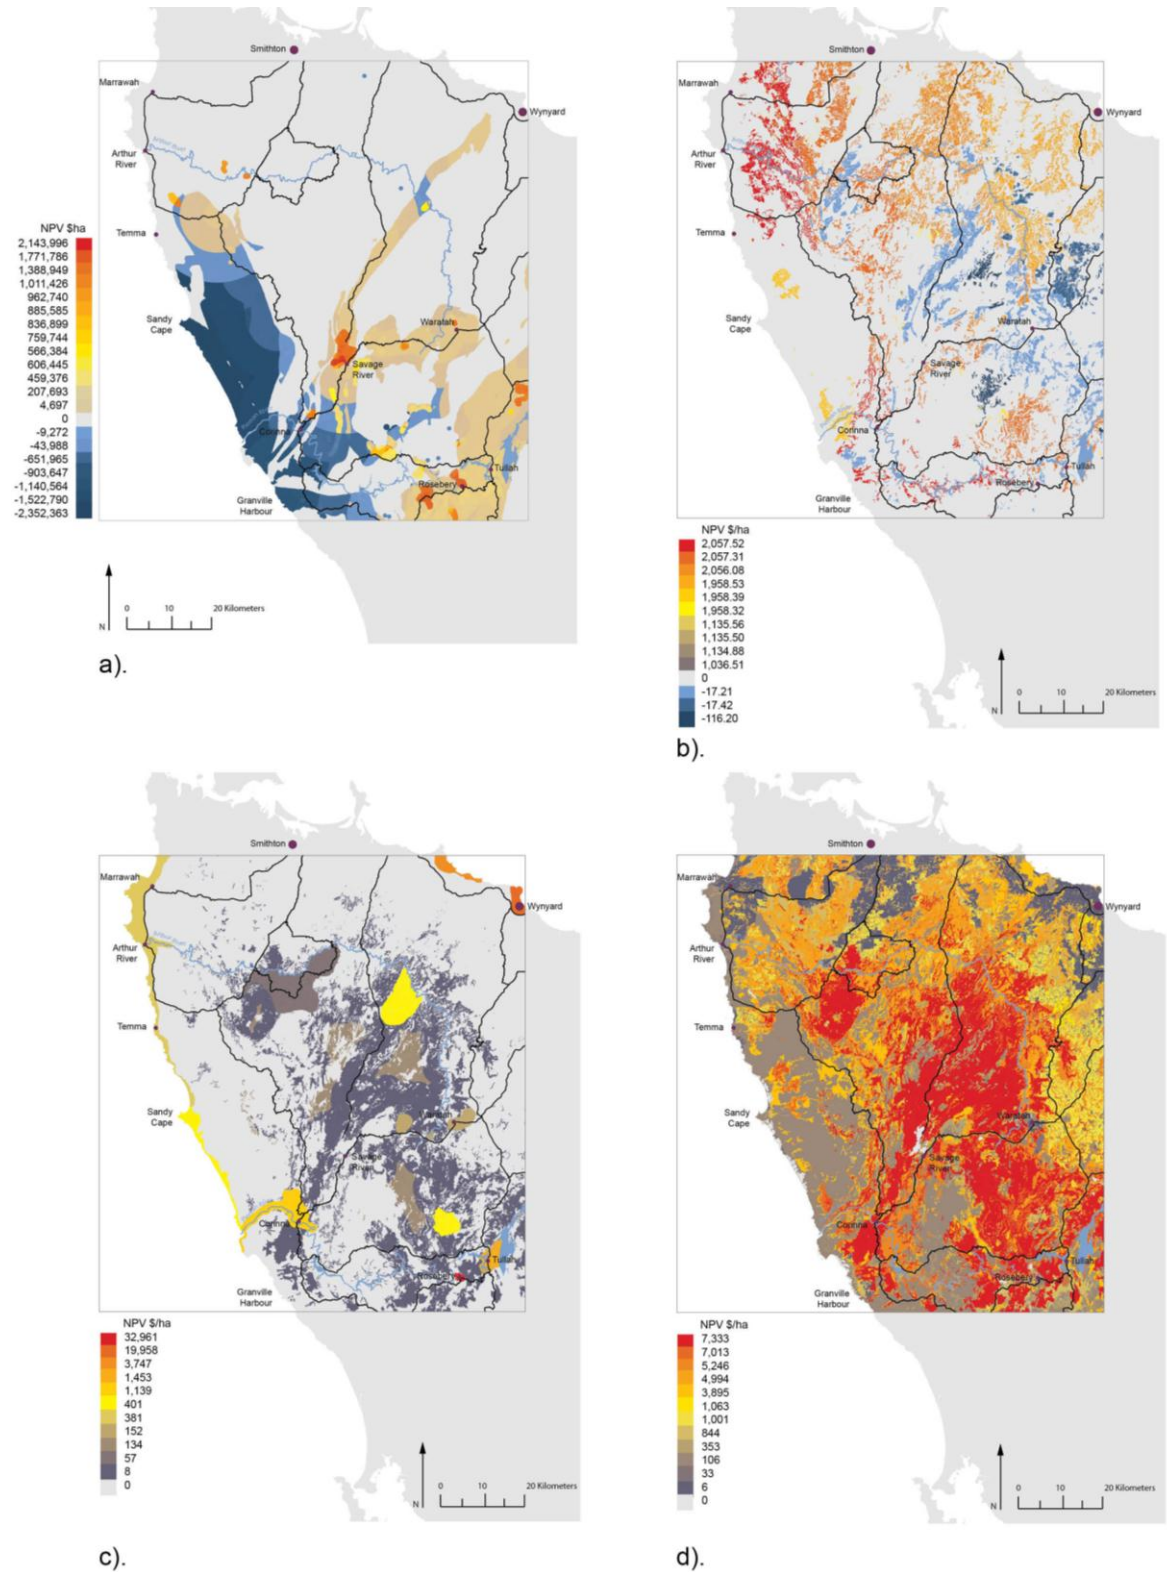 Smithton
Marrawah
Wynyard
Arthur River
Arthur
River
Temma
Sandy
Cape
Waratah
Savage
River
Corinna
Tullah
Rosebery
Granville
Harbour
NPV $ha
2,143,996
1,771,786
1,388,949
1,011,426
962,740
885,585
836,899
759,744
566,384
606,445
459,376
207,693
4,697
0
-9,272
-43,988
-651,965
-903,647
-1,140,564
-1,522,790
-2,352,363
N
0 10 20 Kilometers
a).
Smithton
Marrawah
Wynyard
Arthur
River
Temma
Sandy
Cape
Waratah
Savage
River
Corinna
Tullah
Rosebery
Granville
Harbour
NPV $/ha
2,057.52
2,057.31
2,056.08
1,958.53
1,958.39
1,958.32
1,135.56
1,135.50
1,134.88
1,036.51
0
-17.21
-17.42
-116.20
N
0 10 20 Kilometers
b).
Smithton
Marrawah
Wynyard
Arthur River
Arthur
River
Temma
Sandy
Cape
Waratah
Savage
River
Corinna
Tullah
Rosebery
Granville
Harbour
NPV $/ha
32,961
19,958
3,747
1,453
1,139
401
381
152
134
57
8
0
N
0 10 20 Kilometers
c).
Smithton
Marrawah
Wynyard
Arthur
River
Temma
Sandy
Cape
Waratah
Savage
River
Corinna
Tullah
Rosebery
Granville
Harbour
NPV $/ha
7,333
7,013
5,246
4,994
3,895
1,063
1,001
844
353
106
33
6
0
N
0 10 20 Kilometers
d).